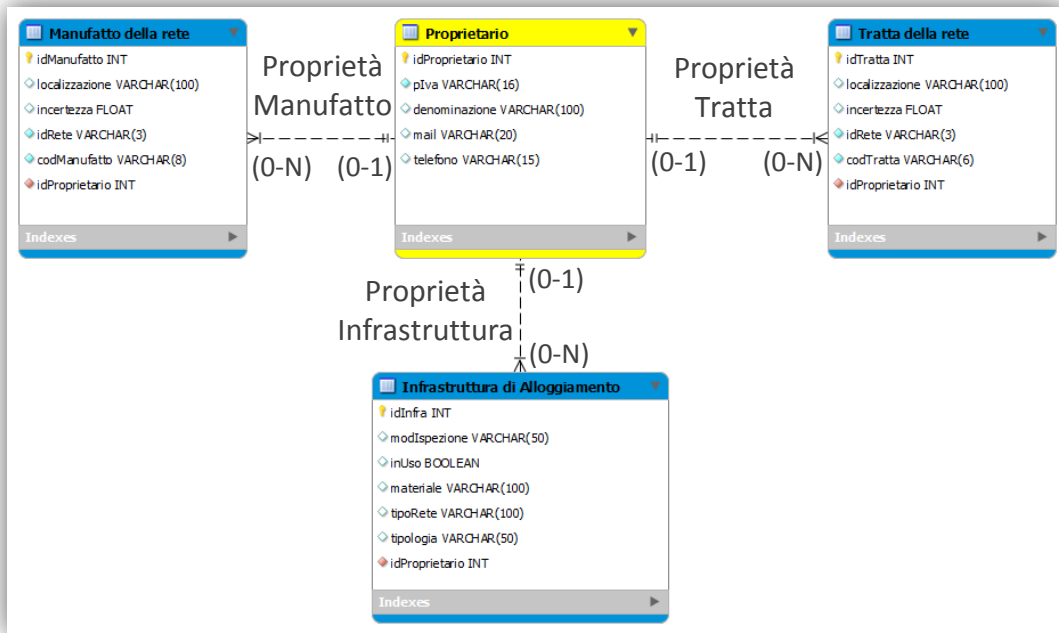 Manufatto della rete
idManufatto INT
localizzazione VARCHAR(100)
incertezza FLOAT
idRete VARCHAR(3)
codManufatto VARCHAR(8)
idProprietario INT
Indexes
Proprietà
Manufatto
(0-N)
(0-1)
Proprietario
idProprietario INT
pIva VARCHAR(16)
denominazione VARCHAR(100)
mail VARCHAR(20)
telefono VARCHAR(15)
Indexes
Proprietà
Tratta
(0-1)
(0-N)
Tratta della rete
idTratta INT
localizzazione VARCHAR(100)
incertezza FLOAT
idRete VARCHAR(3)
codTratta VARCHAR(6)
idProprietario INT
Indexes
Proprietà
Infrastruttura
(0-1)
(0-N)
Infrastruttura di Alloggiamento
idInfra INT
modIspezione VARCHAR(50)
inUso BOOLEAN
materiale VARCHAR(100)
tipoRete VARCHAR(100)
tipologia VARCHAR(50)
idProprietario INT
Indexes